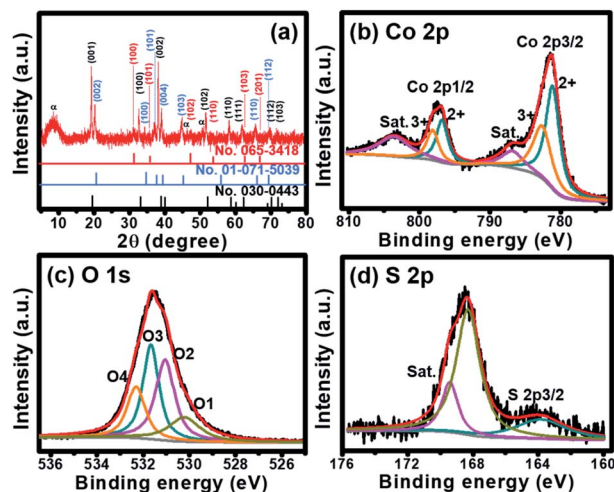 (a)
Intensity (a.u.)
α
(001)
(002)
(100)
(100)
(100)
(101)
(101)
(002)
(004)
(103)
α
(102)
α
(102)
(110)
(110)
(111)
(103)
(110)
(201)
(112)
(112)
(103)
No. 065-3418
No. 01-071-5039
No. 030-0443
10 20 30 40 50 60 70 80
2θ (degree)
(b) Co 2p
Intensity (a.u.)
Co 2p3/2
Co 2p1/2
2+
Sat. 3+ 2+
Sat. 3+
810 800 790 780
Binding energy (eV)
(c) O 1s
Intensity (a.u.)
O3
O2
O4
O1
536 534 532 530 528 526
Binding energy (eV)
(d) S 2p
Intensity (a.u.)
Sat.
S 2p3/2
176 172 168 164 160
Binding energy (eV)